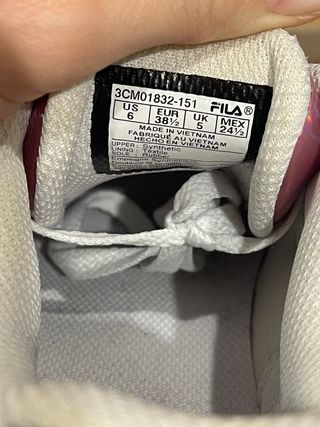 3CM01832-151 FILA®
US EUR UK MEX
6 38½ 5 24½
MADE IN VIETNAM
FABRIQUÉ AU VIETNAM
HECHO EN VIETNAM
UPPER: Synthetic
LINING: Textile
SOLE: Rubber